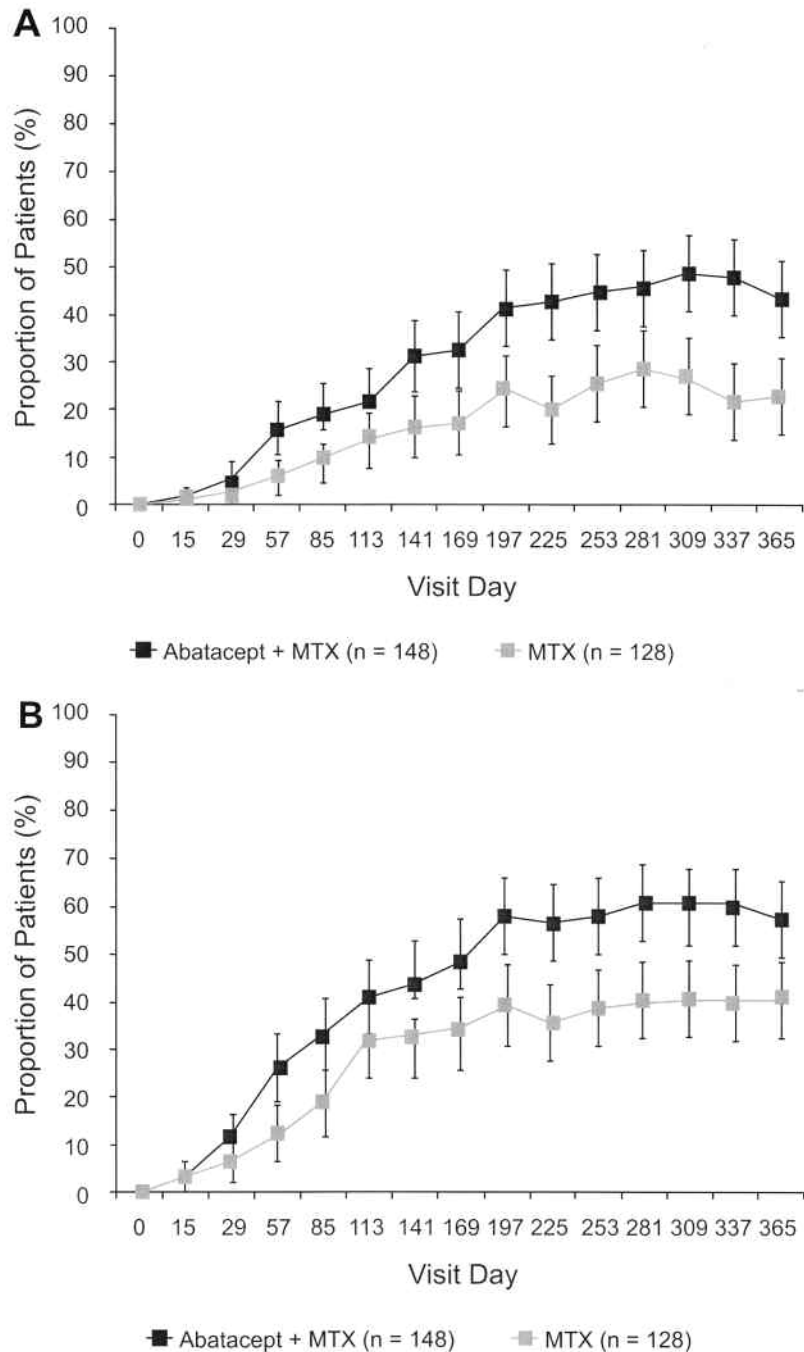 A
Proportion of Patients (%)
100
90
80
70
60
50
40
30
20
10
0
0 15 29 57 85 113 141 169 197 225 253 281 309 337 365
Visit Day
Abatacept + MTX (n = 148) MTX (n = 128)
B
Proportion of Patients (%)
100
90
80
70
60
50
40
30
20
10
0
0 15 29 57 85 113 141 169 197 225 253 281 309 337 365
Visit Day
Abatacept + MTX (n = 148) MTX (n = 128)